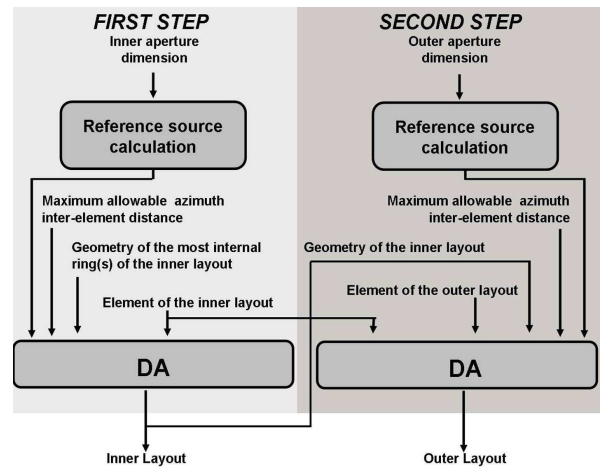 FIRST STEP
Inner aperture
dimension
Reference source
calculation
Maximum allowable azimuth
inter-element distance
Geometry of the most internal
ring(s) of the inner layout
Element of the inner layout
DA
Inner Layout
SECOND STEP
Outer aperture
dimension
Reference source
calculation
Maximum allowable azimuth
inter-element distance
Geometry of the inner layout
Element of the outer layout
DA
Outer Layout